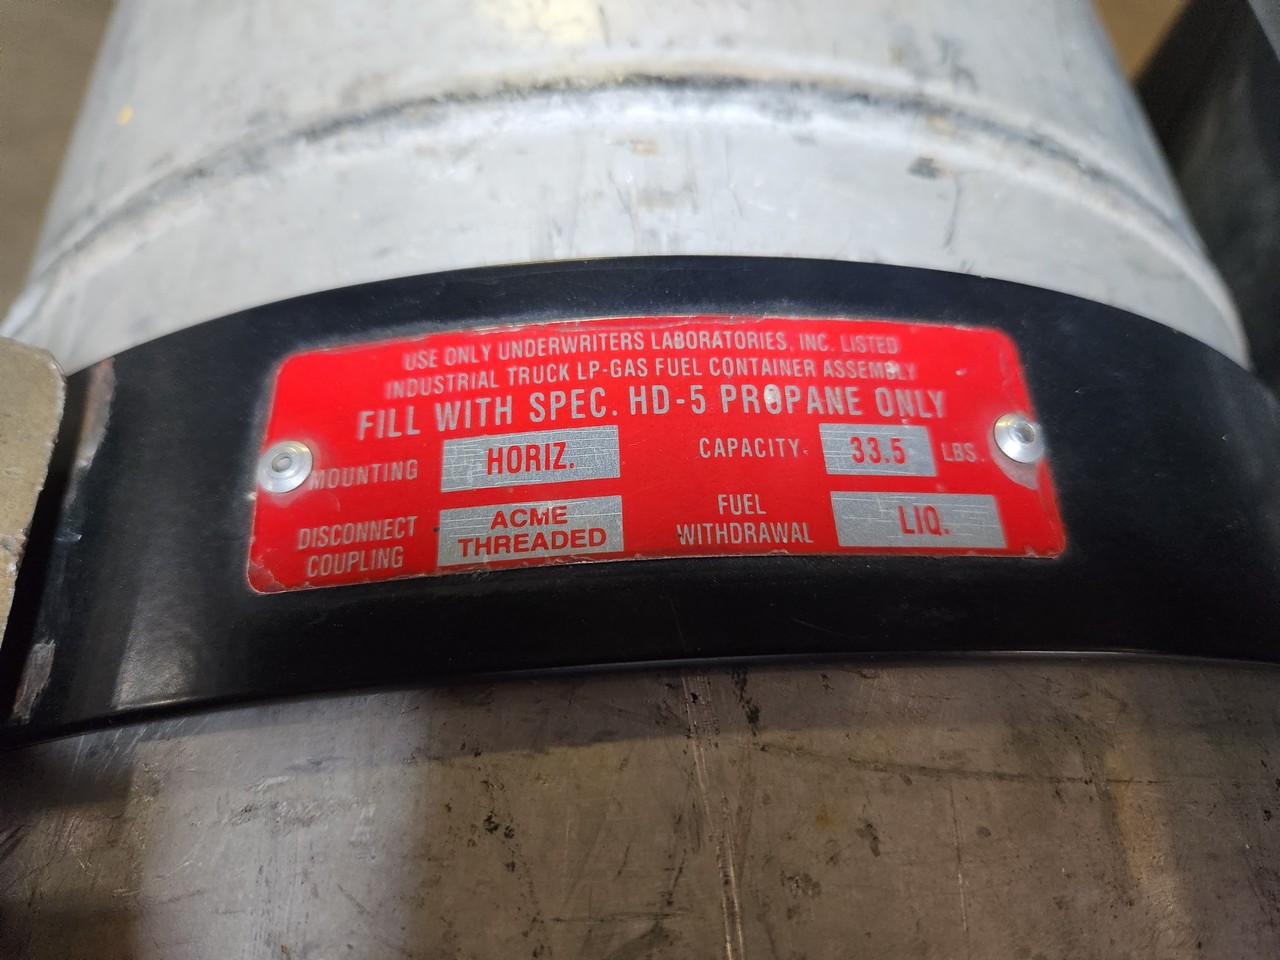 USE ONLY UNDERWRITERS LABORATORIES, INC. LISTED
INDUSTRIAL TRUCK LP-GAS FUEL CONTAINER ASSEMBLY
FILL WITH SPEC. HD-5 PROPANE ONLY
MOUNTING HORIZ. CAPACITY 33.5 LBS.
DISCONNECT COUPLING ACME THREADED FUEL WITHDRAWAL LIQ.